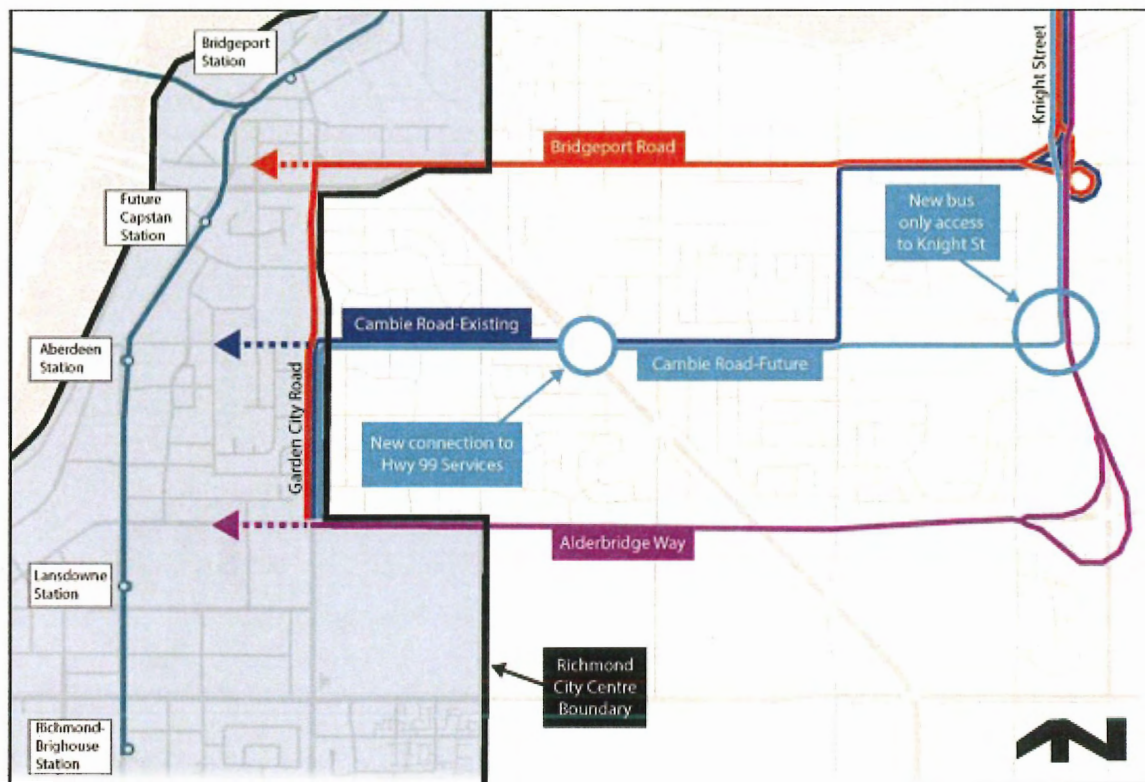 Bridgeport
Station
Knight Street
Bridgeport Road
Future
Capstan
Station
New bus
only access
to Knight St
Cambie Road-Existing
Aberdeen
Station
Cambie Road-Future
Garden City Road
New connection to
Hwy 99 Services
Alderbridge Way
Lansdowne
Station
Richmond
City Centre
Boundary
Richmond-
Brighouse
Station
N